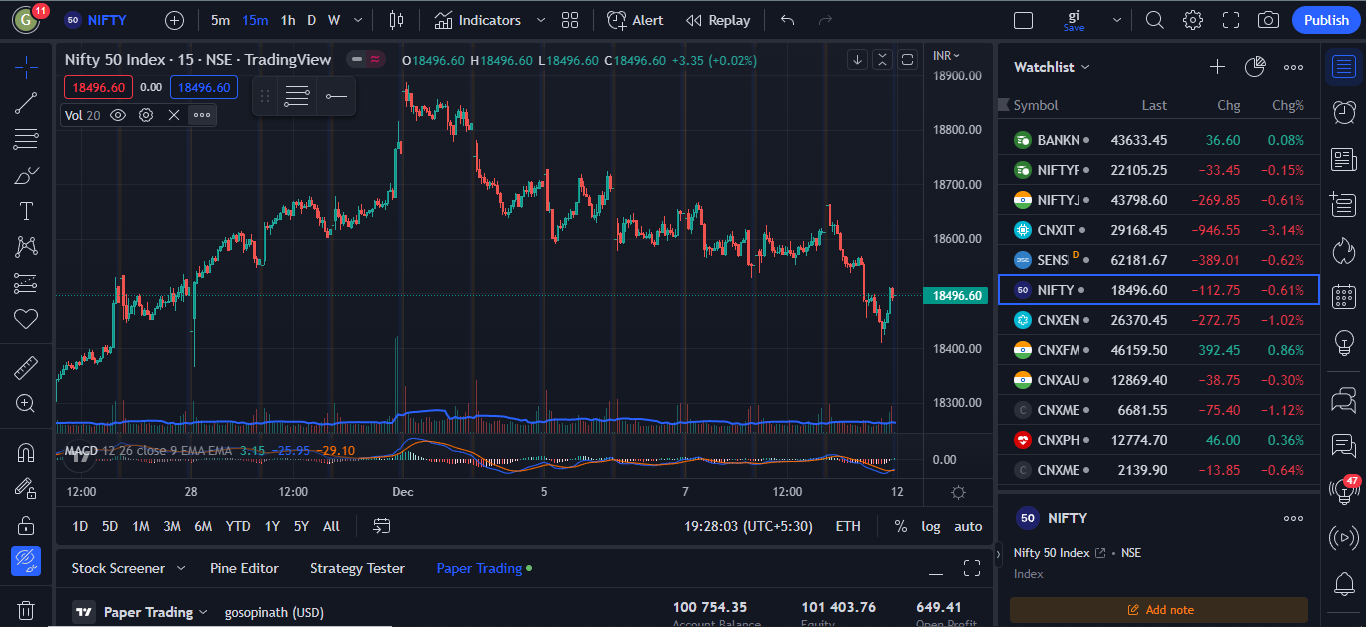 G 11 50 NIFTY 5m 15m 1h D W Indicators Alert Replay gi Save Publish
Nifty 50 Index · 15 · NSE · TradingView O18496.60 H18496.60 L18496.60 C18496.60 +3.35 (+0.02%) INR
18496.60 0.00 18496.60
Vol 20
18900.00
18800.00
18700.00
18600.00
18496.60
18400.00
18300.00
MACD 12 26 close 9 EMA EMA 3.15 −25.95 −29.10
0.00
12:00 28 12:00 Dec 5 7 12:00 12
1D 5D 1M 3M 6M YTD 1Y 5Y All 19:28:03 (UTC+5:30) ETH % log auto
Stock Screener Pine Editor Strategy Tester Paper Trading
Paper Trading gosopinath (USD) 100 754.35 101 403.76 649.41
Account Balance Equity Open Profit
Watchlist
Symbol Last Chg Chg%
BANKN 43633.45 36.60 0.08%
NIFTYF 22105.25 −33.45 −0.15%
NIFTYJ 43798.60 −269.85 −0.61%
CNXIT 29168.45 −946.55 −3.14%
SENS D 62181.67 −389.01 −0.62%
50 NIFTY 18496.60 −112.75 −0.61%
CNXEN 26370.45 −272.75 −1.02%
CNXFM 46159.50 392.45 0.86%
CNXAU 12869.40 −38.75 −0.30%
C CNXME 6681.55 −75.40 −1.12%
CNXPH 12774.70 46.00 0.36%
C CNXME 2139.90 −13.85 −0.64%
50 NIFTY
Nifty 50 Index • NSE
Index
Add note
47